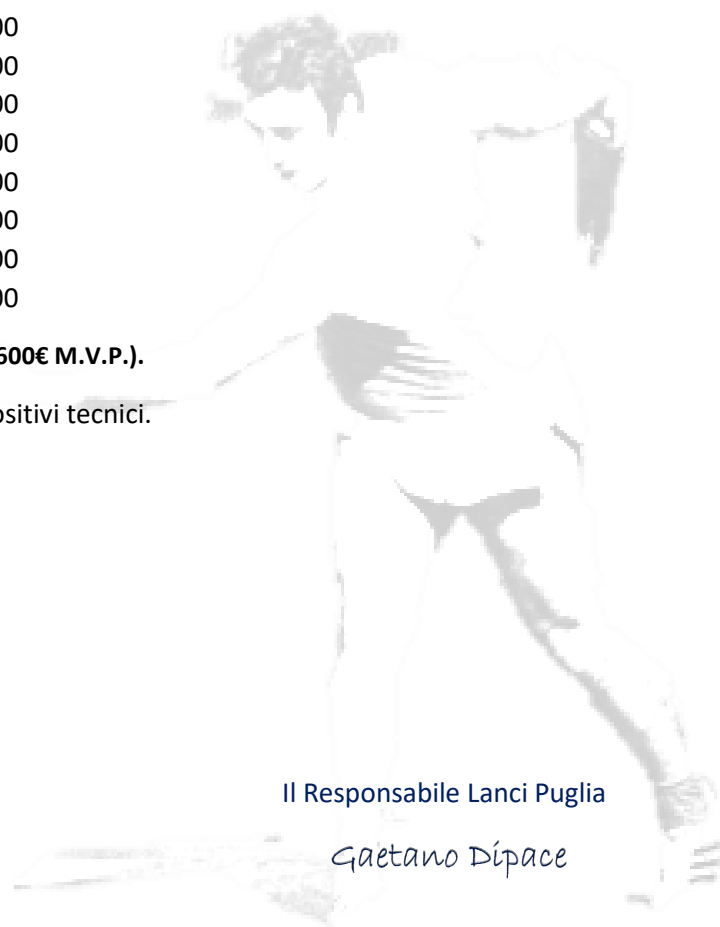 00
00
00
00
00
00
00
00
600€ M.V.P.).
ositivi tecnici.
Il Responsabile Lanci Puglia
Gaetano Dipace